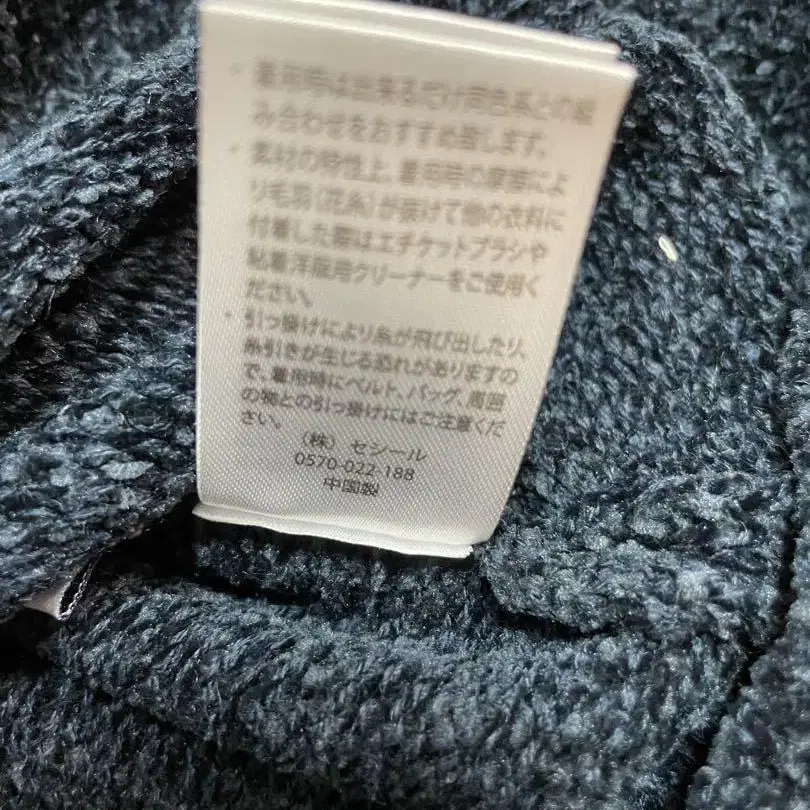 ・着用時は出来るだけ同色系との組
み合わせをおすすめ致します。
・素材の特性上、着用時の摩擦によ
り毛羽(花糸)が抜けて他の衣料に
付着した際はエチケットブラシや
粘着洋服用クリーナーをご使用く
ださい。
・引っ掛けにより糸が飛び出したり、
糸引きが生じる恐れがありますの
で、着用時にベルト、バッグ、周囲
の物との引っ掛けにはご注意くだ
さい。
(株) セシール
0570-022-188
中国製